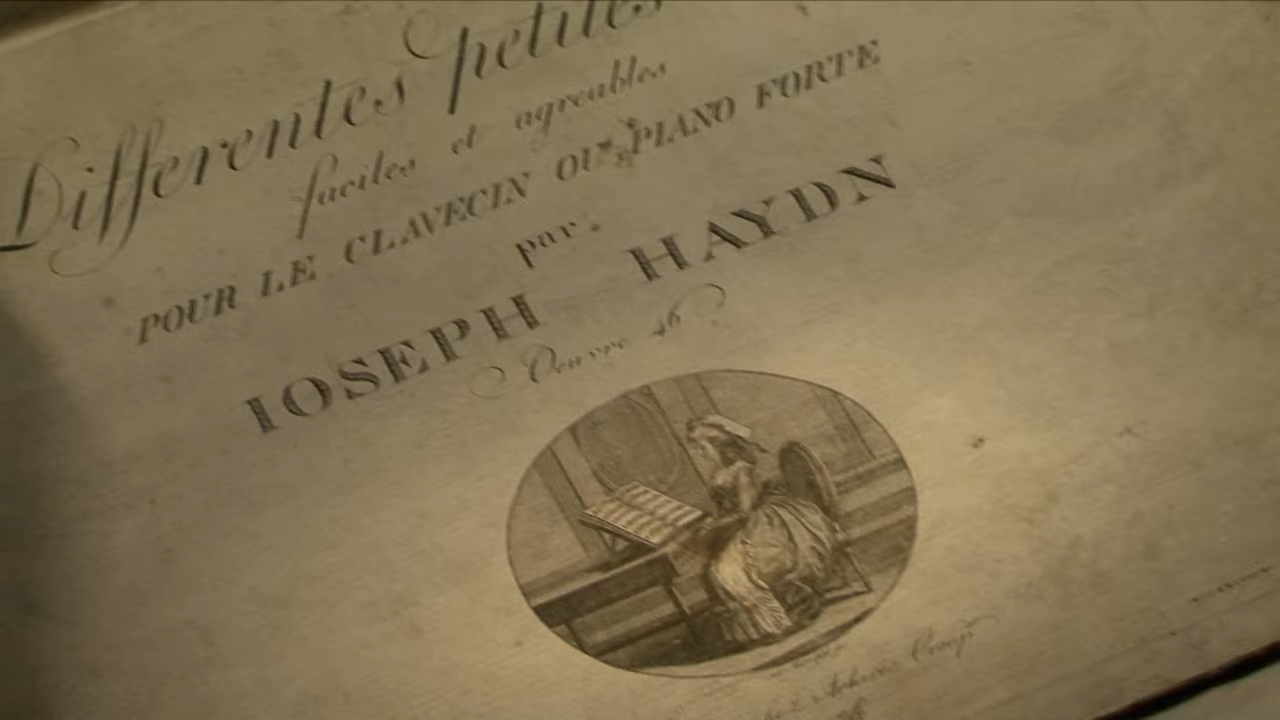 Differentes petites
faciles et agreables
POUR LE CLAVECIN OU PIANO FORTE
par.
IOSEPH HAYDN
Oeuvre 46